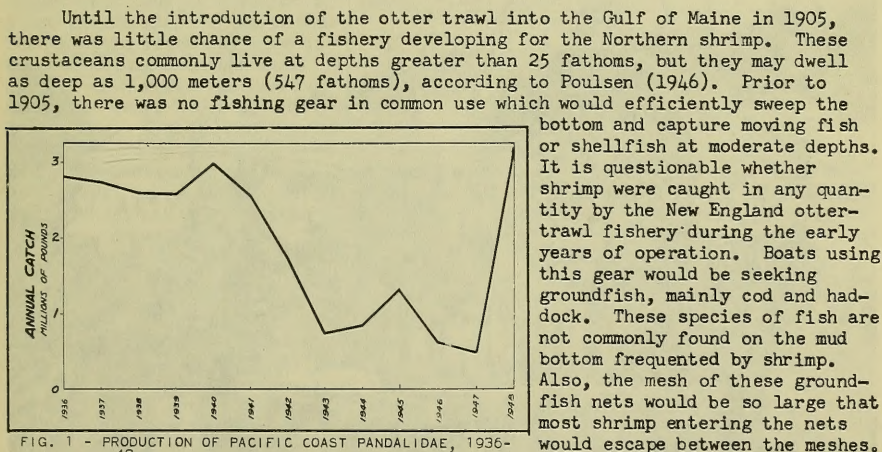 Until the introduction of the otter trawl into the Gulf of Maine in 1905,
there was little chance of a fishery developing for the Northern shrimp. These
crustaceans commonly live at depths greater than 25 fathoms, but they may dwell
as deep as 1,000 meters (547 fathoms), according to Poulsen (1946). Prior to
1905, there was no fishing gear in common use which would efficiently sweep the
bottom and capture moving fish
or shellfish at moderate depths.
It is questionable whether
shrimp were caught in any quan-
tity by the New England otter-
trawl fishery during the early
years of operation. Boats using
this gear would be seeking
groundfish, mainly cod and had-
dock. These species of fish are
not commonly found on the mud
bottom frequented by shrimp.
Also, the mesh of these ground-
fish nets would be so large that
most shrimp entering the nets
would escape between the meshes.
ANNUAL CATCH
MILLIONS OF POUNDS
3
2
1
0
1936 1937 1938 1939 1940 1941 1942 1943 1944 1945 1946 1947 1948
FIG. 1 - PRODUCTION OF PACIFIC COAST PANDALIDAE, 1936-